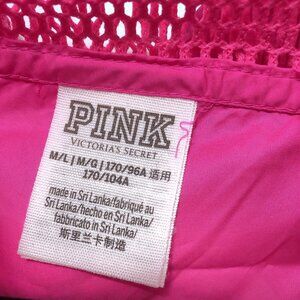 PINK
VICTORIA'S SECRET
M/L | M/G | 170/96A 适用
170/104A
made in Sri Lanka/fabriqué au
Sri Lanka/hecho en Sri Lanka/
fabbricato in Sri Lanka/
斯里兰卡制造